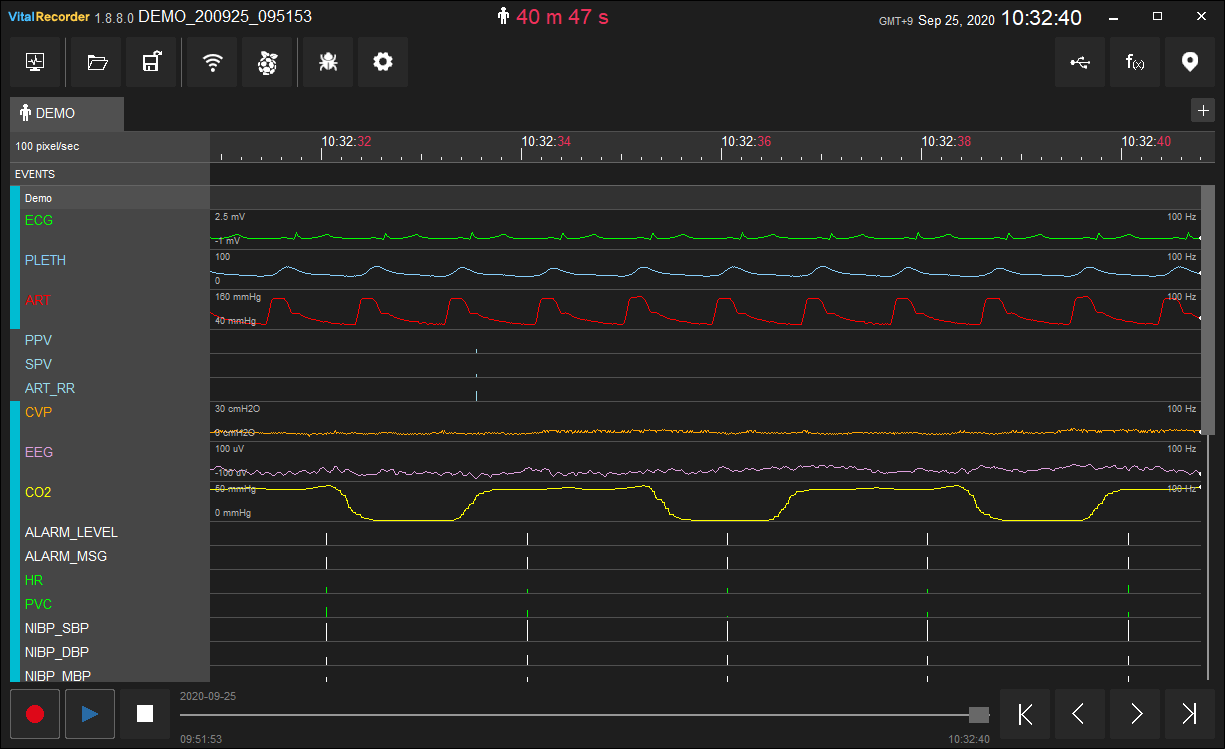 VitalRecorder 1.8.8.0 DEMO_200925_095153 40 m 47 s GMT+9 Sep 25, 2020 10:32:40
f(x)
DEMO
100 pixel/sec 10:32:32 10:32:34 10:32:36 10:32:38 10:32:40
EVENTS
Demo
ECG 2.5 mV 100 Hz
-1 mV
PLETH 100 100 Hz
0
ART 160 mmHg 100 Hz
40 mmHg
PPV
SPV
ART_RR
CVP 30 cmH2O 100 Hz
0 cmH2O
EEG 100 uV 100 Hz
-100 uV
CO2 50 mmHg 100 Hz
0 mmHg
ALARM_LEVEL
ALARM_MSG
HR
PVC
NIBP_SBP
NIBP_DBP
NIBP_MBP
2020-09-25
09:51:53 10:32:40